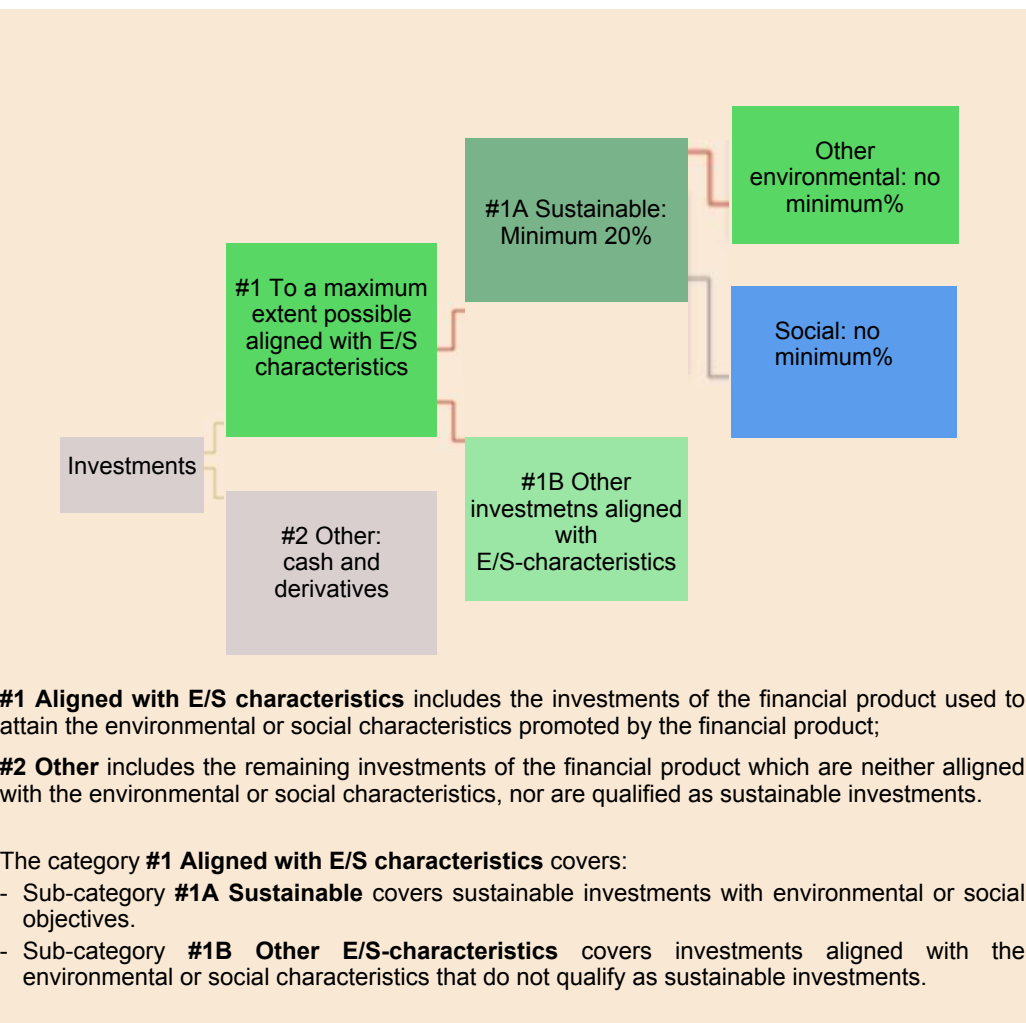 Other
environmental: no
minimum%
#1A Sustainable:
Minimum 20%
#1 To a maximum
extent possible
aligned with E/S
characteristics
Social: no
minimum%
Investments
#1B Other
investmetns aligned
with
E/S-characteristics
#2 Other:
cash and
derivatives
#1 Aligned with E/S characteristics includes the investments of the financial product used to
attain the environmental or social characteristics promoted by the financial product;
#2 Other includes the remaining investments of the financial product which are neither alligned
with the environmental or social characteristics, nor are qualified as sustainable investments.
The category #1 Aligned with E/S characteristics covers:
- Sub-category #1A Sustainable covers sustainable investments with environmental or social
objectives.
- Sub-category #1B Other E/S-characteristics covers investments aligned with the
environmental or social characteristics that do not qualify as sustainable investments.